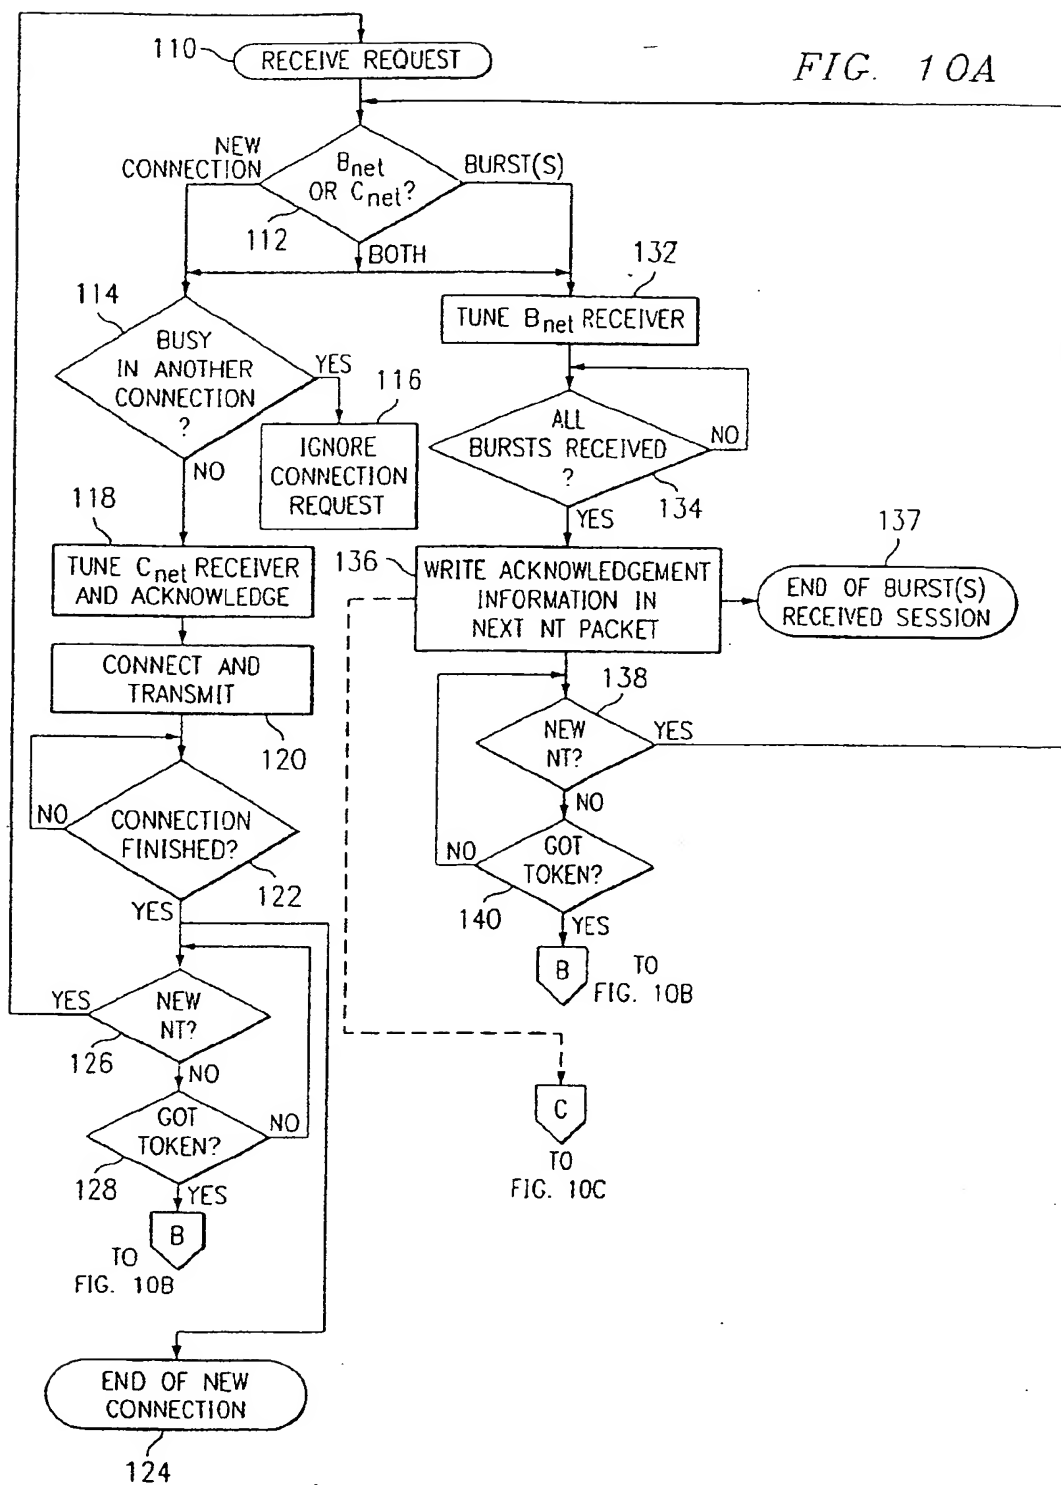 FIG. 10A
110
RECEIVE REQUEST
NEW
CONNECTION
Bnet
OR Cnet?
BURST(S)
112
BOTH
114
BUSY
IN ANOTHER
CONNECTION
?
YES
NO
116
IGNORE
CONNECTION
REQUEST
118
TUNE Cnet RECEIVER
AND ACKNOWLEDGE
CONNECT AND
TRANSMIT
120
CONNECTION
FINISHED?
NO
122
YES
NEW
NT?
YES
126
NO
GOT
TOKEN?
NO
128
YES
B
TO
FIG. 10B
END OF NEW
CONNECTION
124
132
TUNE Bnet RECEIVER
ALL
BURSTS RECEIVED
?
NO
134
YES
136
WRITE ACKNOWLEDGEMENT
INFORMATION IN
NEXT NT PACKET
137
END OF BURST(S)
RECEIVED SESSION
138
NEW
NT?
YES
NO
GOT
TOKEN?
NO
140
YES
B
TO
FIG. 10B
C
TO
FIG. 10C